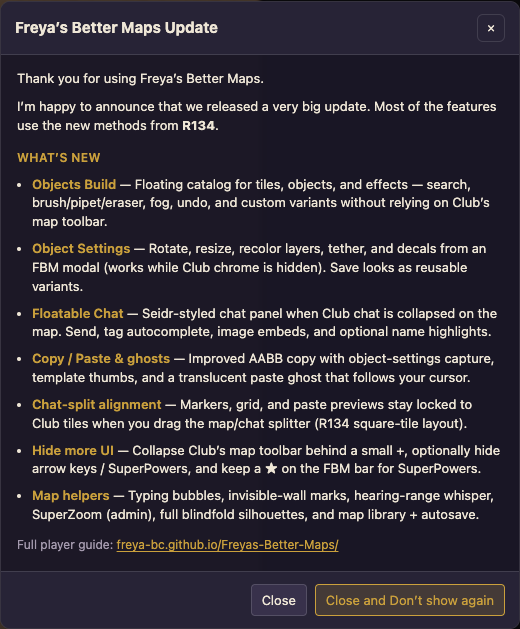 Freya's Better Maps Update
×
Thank you for using Freya's Better Maps.
I'm happy to announce that we released a very big update. Most of the features
use the new methods from R134.
WHAT'S NEW
• Objects Build — Floating catalog for tiles, objects, and effects — search,
brush/pipet/eraser, fog, undo, and custom variants without relying on Club's
map toolbar.
• Object Settings — Rotate, resize, recolor layers, tether, and decals from an
FBM modal (works while Club chrome is hidden). Save looks as reusable
variants.
• Floatable Chat — Seidr-styled chat panel when Club chat is collapsed on the
map. Send, tag autocomplete, image embeds, and optional name highlights.
• Copy / Paste & ghosts — Improved AABB copy with object-settings capture,
template thumbs, and a translucent paste ghost that follows your cursor.
• Chat-split alignment — Markers, grid, and paste previews stay locked to
Club tiles when you drag the map/chat splitter (R134 square-tile layout).
• Hide more UI — Collapse Club's map toolbar behind a small +, optionally hide
arrow keys / SuperPowers, and keep a ★ on the FBM bar for SuperPowers.
• Map helpers — Typing bubbles, invisible-wall marks, hearing-range whisper,
SuperZoom (admin), full blindfold silhouettes, and map library + autosave.
Full player guide: freya-bc.github.io/Freyas-Better-Maps/
Close
Close and Don't show again